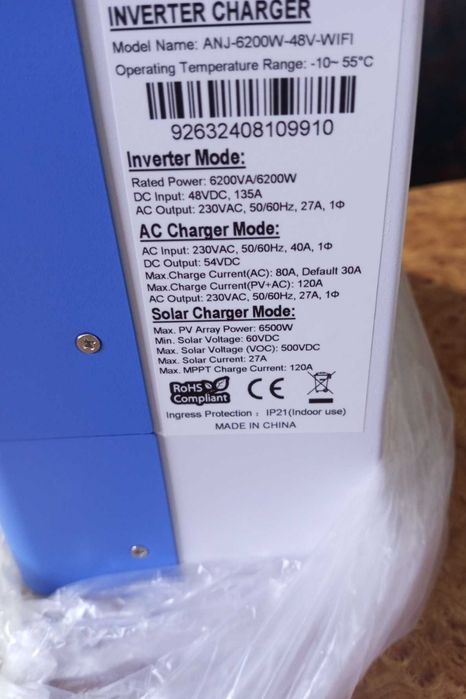 INVERTER CHARGER
Model Name: ANJ-6200W-48V-WIFI
Operating Temperature Range: -10~ 55°C
92632408109910
Inverter Mode:
Rated Power: 6200VA/6200W
DC Input: 48VDC, 135A
AC Output: 230VAC, 50/60Hz, 27A, 1Φ
AC Charger Mode:
AC Input: 230VAC, 50/60Hz, 40A, 1Φ
DC Output: 54VDC
Max.Charge Current(AC): 80A, Default 30A
Max.Charge Current(PV+AC): 120A
AC Output: 230VAC, 50/60Hz, 27A, 1Φ
Solar Charger Mode:
Max. PV Array Power: 6500W
Min. Solar Voltage: 60VDC
Max. Solar Voltage (VOC): 500VDC
Max. Solar Current: 27A
Max. MPPT Charge Current: 120A
RoHS
Compliant
CE
Ingress Protection : IP21(Indoor use)
MADE IN CHINA